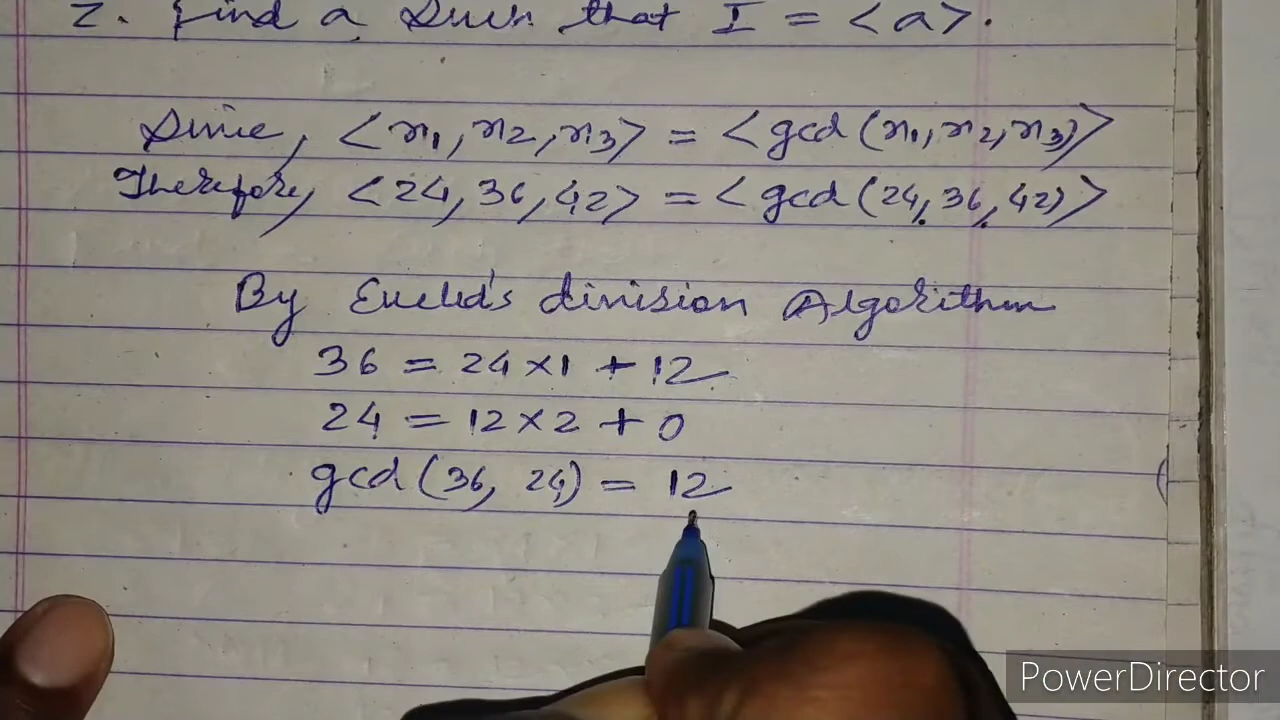 Z. Find a such that I = <a>.
Since, <n1, n2, n3> = <gcd (n1, n2, n3)>
Therefore, <24, 36, 42> = <gcd (24, 36, 42)>
By Euclid's division Algorithm
36 = 24 × 1 + 12
24 = 12 × 2 + 0
gcd (36, 24) = 12
PowerDirector